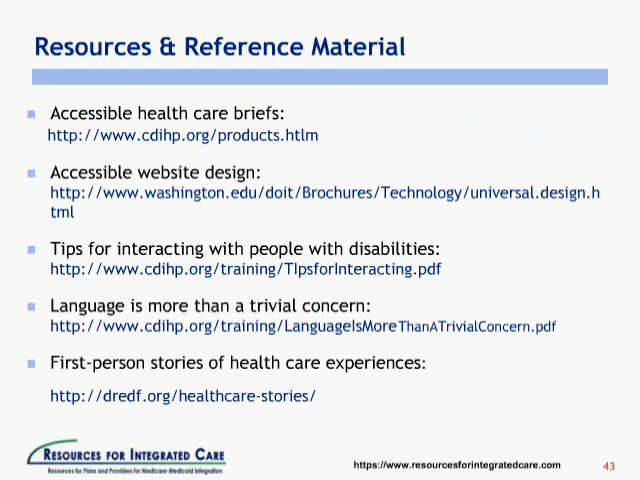 Resources & Reference Material
Accessible health care briefs:
http://www.cdihp.org/products.htlm
Accessible website design:
http://www.washington.edu/doit/Brochures/Technology/universal.design.h
tml
Tips for interacting with people with disabilities:
http://www.cdihp.org/training/TIpsforInteracting.pdf
Language is more than a trivial concern:
http://www.cdihp.org/training/LanguageIsMoreThanATrivialConcern.pdf
First-person stories of health care experiences:
http://dredf.org/healthcare-stories/
RESOURCES FOR INTEGRATED CARE
Resources for Plans and Providers for Medicare-Medicaid Integration
https://www.resourcesforintegratedcare.com
43